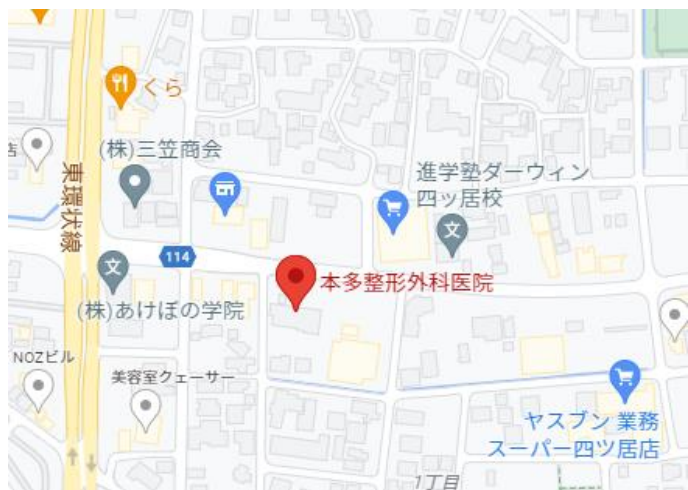 くら
店
(株)三笠商会
進学塾ダーウィン
四ッ居校
東環状線
114
本多整形外科医院
(株)あけぼの学院
NOZビル
美容室クェーサー
ヤスブン 業務
スーパー四ツ居店
1丁目